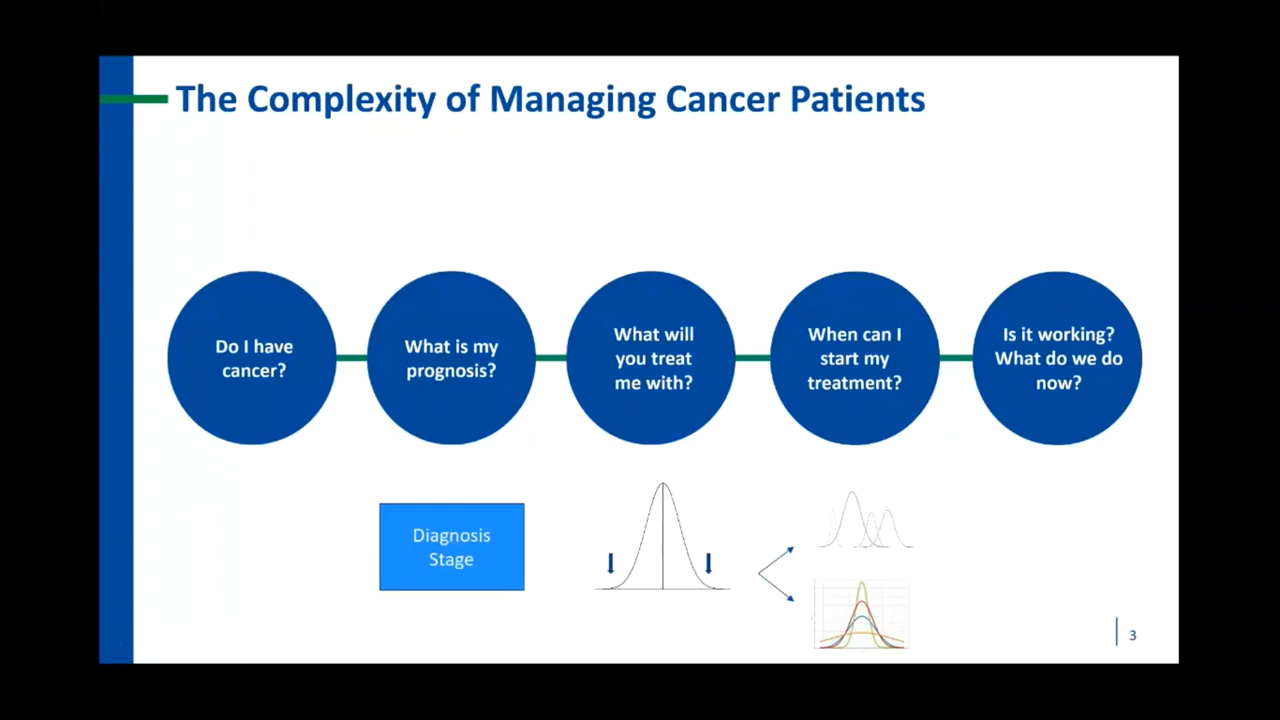 The Complexity of Managing Cancer Patients
Do I have
cancer?
What is my
prognosis?
What will
you treat
me with?
When can I
start my
treatment?
Is it working?
What do we do
now?
Diagnosis
Stage
3